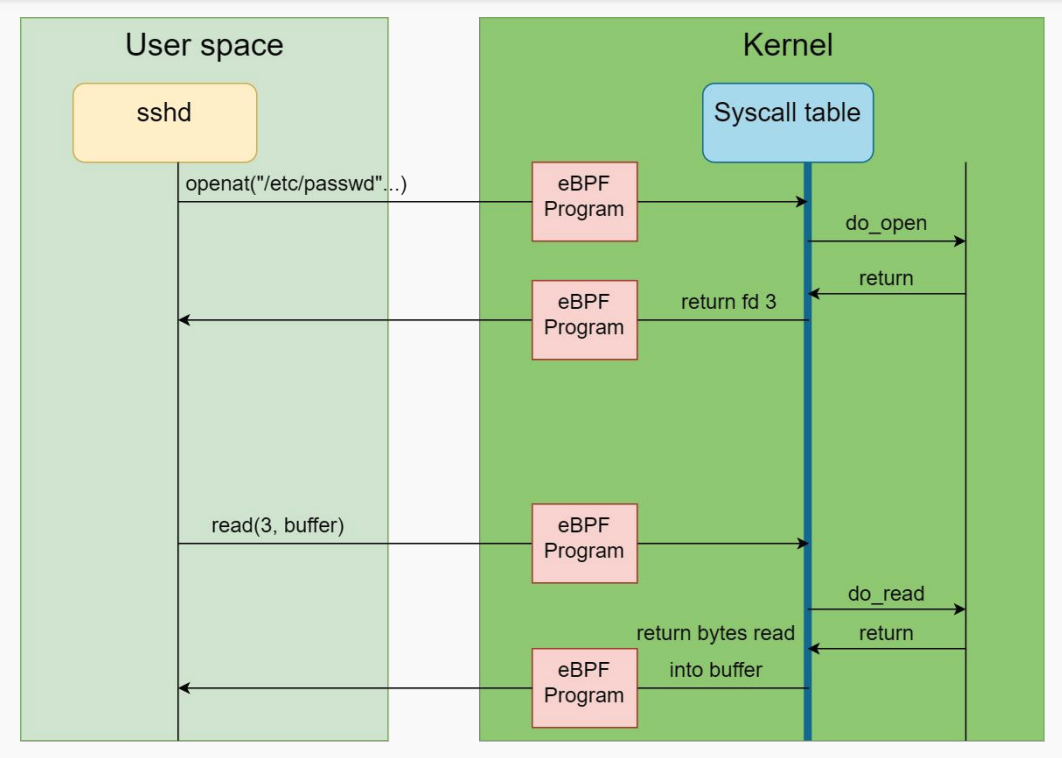 User space
Kernel
sshd
Syscall table
openat("/etc/passwd"...)
eBPF
Program
do_open
return
eBPF
Program
return fd 3
read(3, buffer)
eBPF
Program
do_read
return bytes read
return
eBPF
Program
into buffer